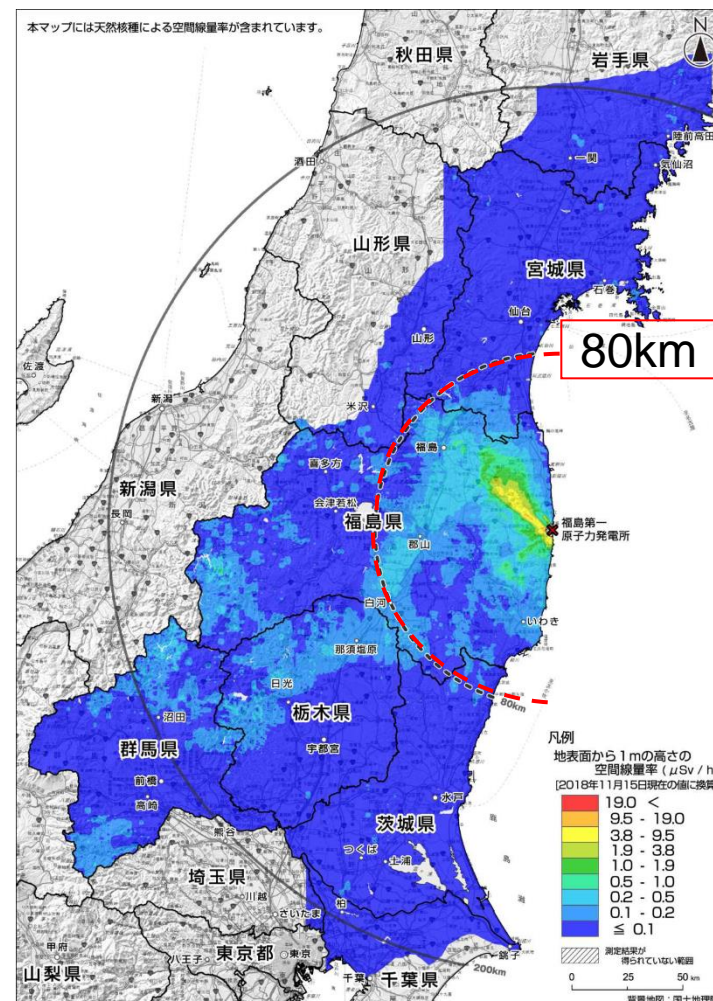 本マップには天然核種による空間線量率が含まれています。
N
秋田県
岩手県
陸前高田
一関
気仙沼
酒田
山形県
宮城県
石巻
仙台
山形
80km
佐渡
新潟
米沢
福島
喜多方
新潟県
会津若松
長岡
福島県
福島第一
原子力発電所
郡山
白河
いわき
那須塩原
80km
日光
沼田
栃木県
群馬県
宇都宮
前橋
高崎
水戸
茨城県
熊谷
つくば
土浦
埼玉県
川越
柏
さいたま
甲府
八王子
東京都
東京
銚子
山梨県
千葉
千葉県
200km
凡例
地表面から1mの高さの
空間線量率 (μSv / h
[2018年11月15日現在の値に換算
19.0 <
9.5 - 19.0
3.8 - 9.5
1.9 - 3.8
1.0 - 1.9
0.5 - 1.0
0.2 - 0.5
0.1 - 0.2
≦ 0.1
測定結果が
得られていない範囲
0 25 50 km
背景地図:国土地理